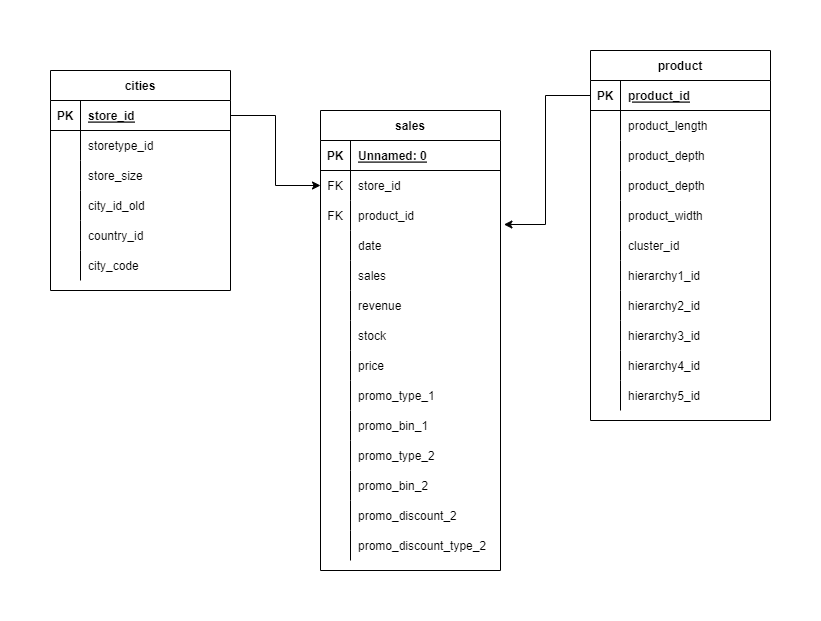 cities
PK store_id
storetype_id
store_size
city_id_old
country_id
city_code
sales
PK Unnamed: 0
FK store_id
FK product_id
date
sales
revenue
stock
price
promo_type_1
promo_bin_1
promo_type_2
promo_bin_2
promo_discount_2
promo_discount_type_2
product
PK product_id
product_length
product_depth
product_depth
product_width
cluster_id
hierarchy1_id
hierarchy2_id
hierarchy3_id
hierarchy4_id
hierarchy5_id